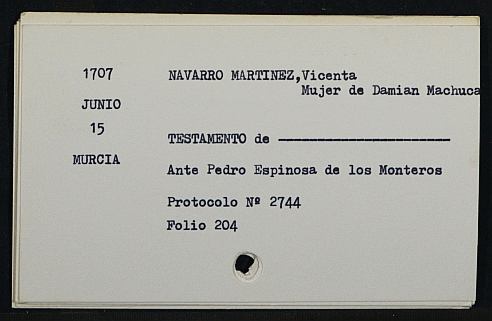 1707
JUNIO
15
MURCIA
NAVARRO MARTINEZ, Vicenta
Mujer de Damian Machuca
TESTAMENTO de ----------------------
Ante Pedro Espinosa de los Monteros
Protocolo Nº 2744
Folio 204